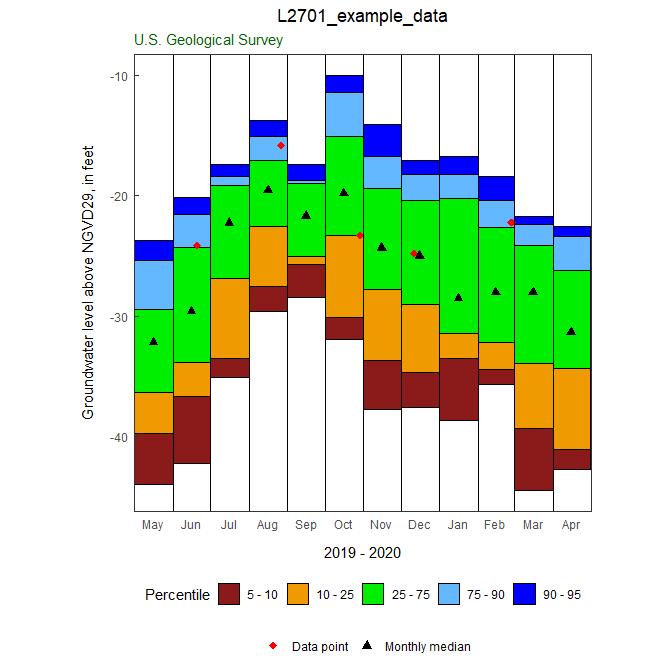 L2701_example_data
U.S. Geological Survey
Groundwater level above NGVD29, in feet
-10
-20
-30
-40
May Jun Jul Aug Sep Oct Nov Dec Jan Feb Mar Apr
2019 - 2020
Percentile 5 - 10 10 - 25 25 - 75 75 - 90 90 - 95
Data point Monthly median